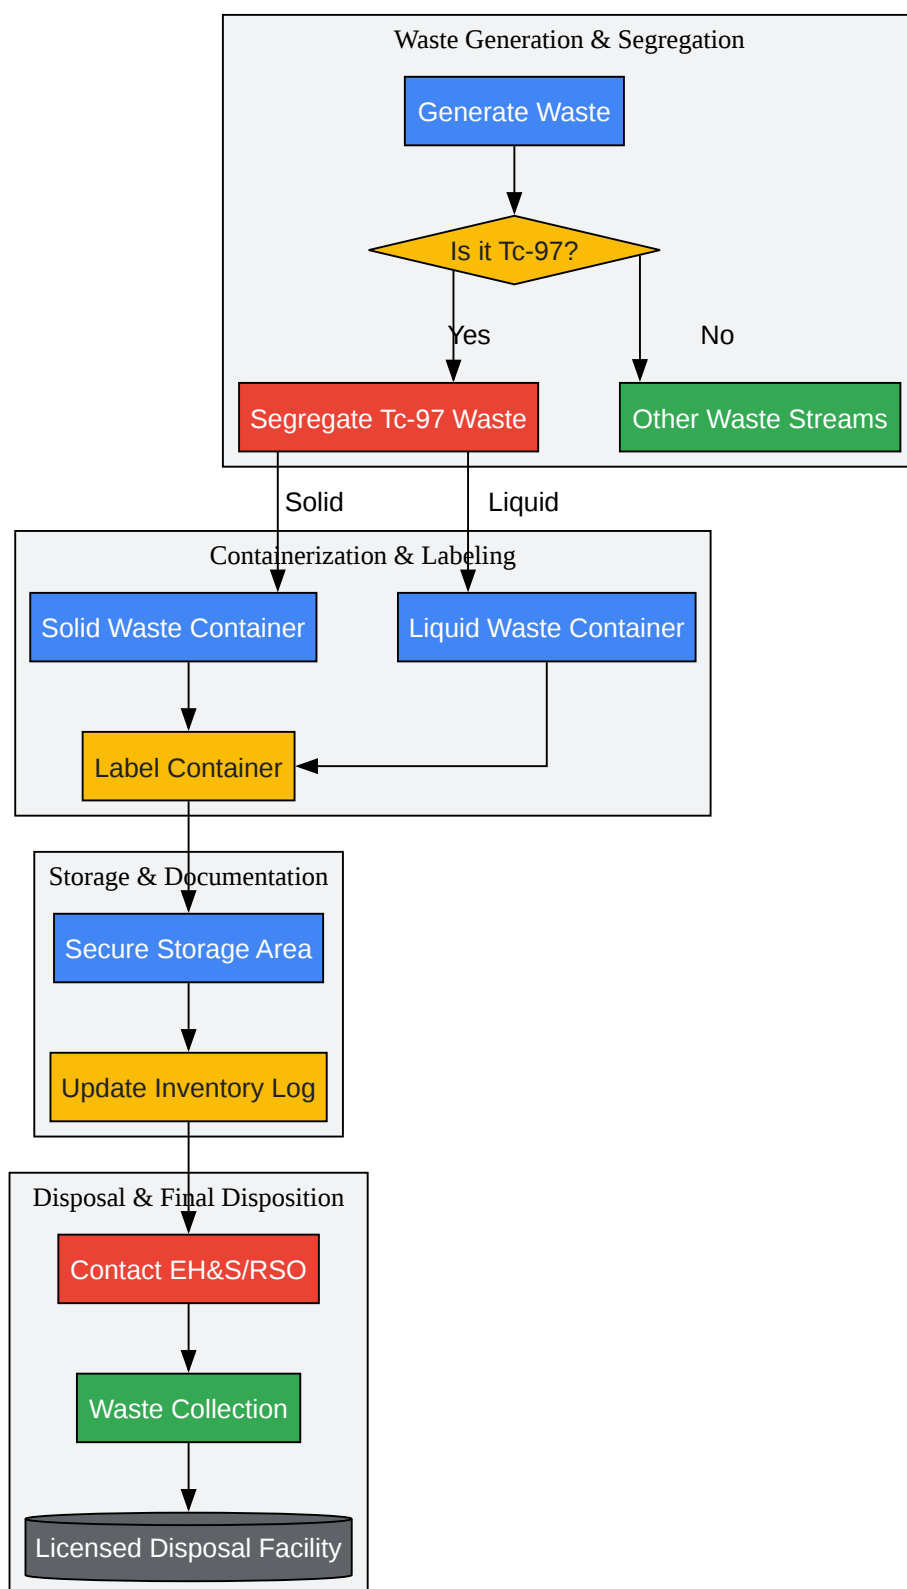 Waste Generation & Segregation
Generate Waste
Is it Tc-97?
Yes
No
Segregate Tc-97 Waste
Other Waste Streams
Solid
Liquid
Containerization & Labeling
Solid Waste Container
Liquid Waste Container
Label Container
Storage & Documentation
Secure Storage Area
Update Inventory Log
Disposal & Final Disposition
Contact EH&S/RSO
Waste Collection
Licensed Disposal Facility